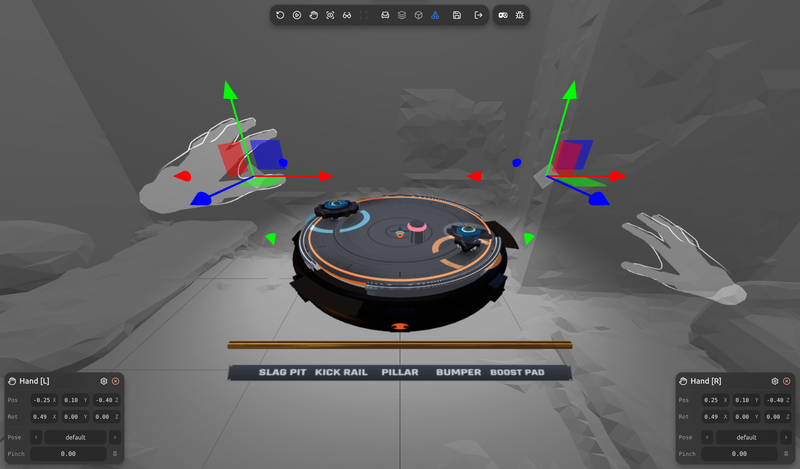 SLAG PIT KICK RAIL PILLAR BUMPER BOOST PAD
Hand [L]
Pos -0.25 X 0.10 Y -0.40 Z
Rot 0.49 X 0.00 Y 0.00 Z
Pose ‹ default ›
Pinch 0.00
Hand [R]
Pos 0.25 X 0.10 Y -0.40 Z
Rot 0.49 X 0.00 Y 0.00 Z
Pose ‹ default ›
Pinch 0.00